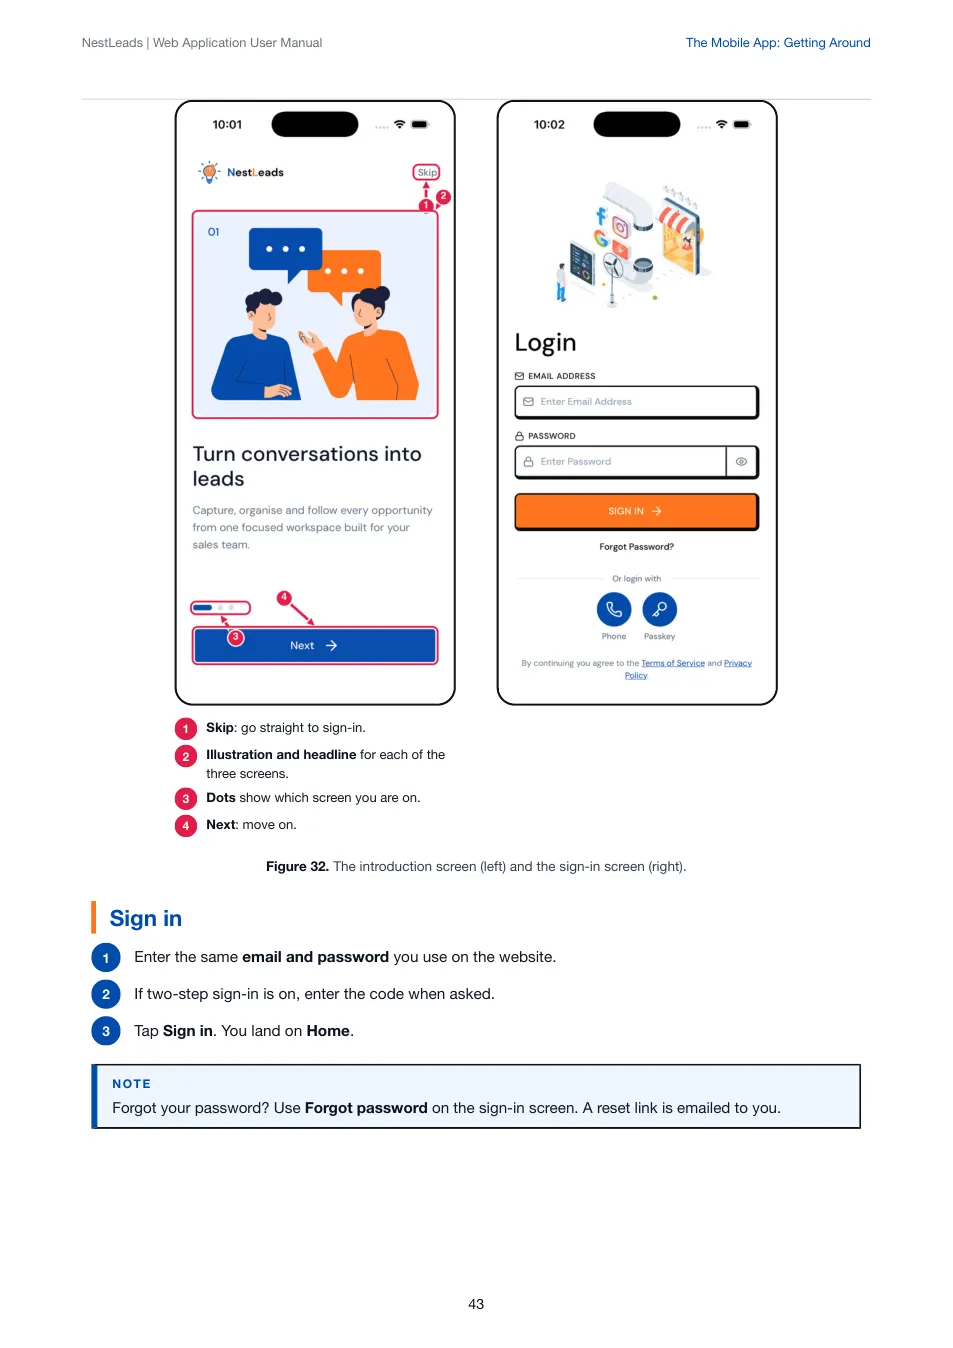 NestLeads | Web Application User Manual
The Mobile App: Getting Around
10:01
NestLeads
Skip
1
2
01
Turn conversations into
leads
Capture, organise and follow every opportunity
from one focused workspace built for your
sales team.
4
3
Next
10:02
Login
EMAIL ADDRESS
Enter Email Address
PASSWORD
Enter Password
SIGN IN
Forgot Password?
Or login with
Phone Passkey
By continuing you agree to the Terms of Service and Privacy
Policy.
1 Skip: go straight to sign-in.
2 Illustration and headline for each of the
three screens.
3 Dots show which screen you are on.
4 Next: move on.
Figure 32. The introduction screen (left) and the sign-in screen (right).
Sign in
1 Enter the same email and password you use on the website.
2 If two-step sign-in is on, enter the code when asked.
3 Tap Sign in. You land on Home.
NOTE
Forgot your password? Use Forgot password on the sign-in screen. A reset link is emailed to you.
43